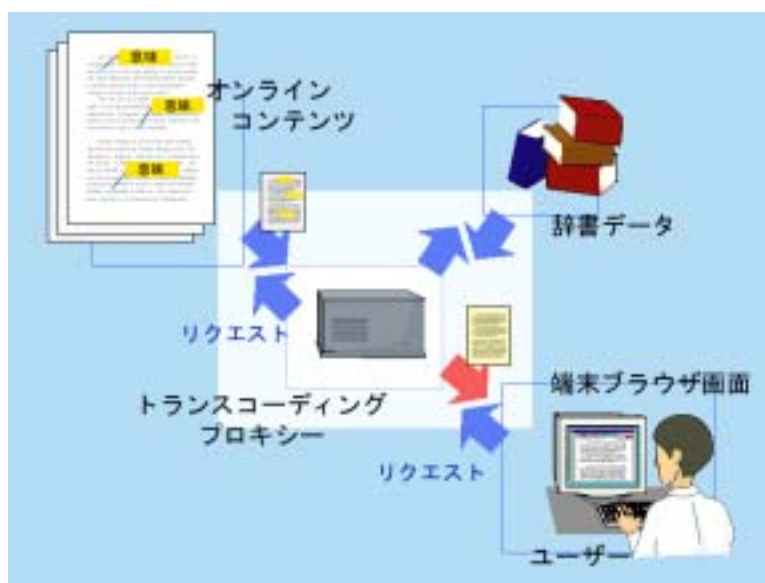 意味
意味
意味
オンライン
コンテンツ
辞書データ
リクエスト
トランスコーディング
プロキシー
端末ブラウザ画面
リクエスト
ユーザー